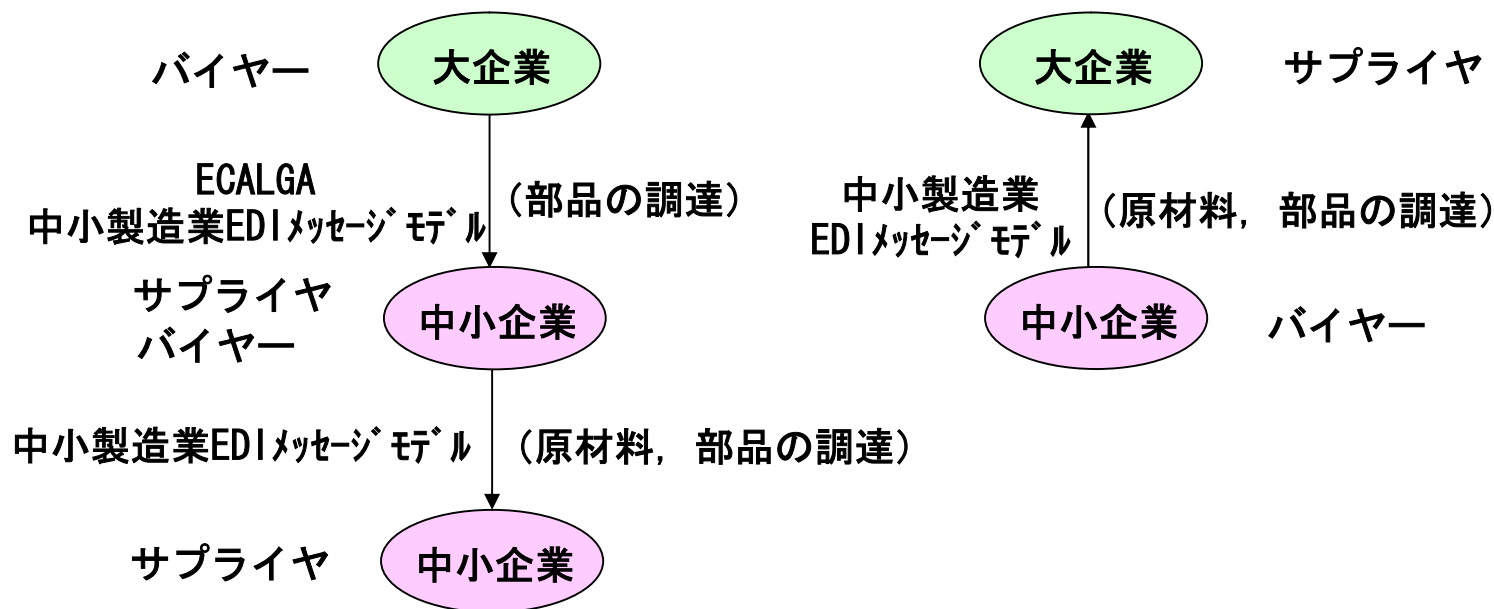 バイヤー
大企業
ECALGA
中小製造業EDIﾒｯｾｰｼﾞﾓﾃﾞﾙ
（部品の調達）
サプライヤ
バイヤー
中小企業
中小製造業EDIﾒｯｾｰｼﾞﾓﾃﾞﾙ
（原材料，部品の調達）
サプライヤ
中小企業
大企業
サプライヤ
中小製造業
EDIﾒｯｾｰｼﾞﾓﾃﾞﾙ
（原材料，部品の調達）
中小企業
バイヤー